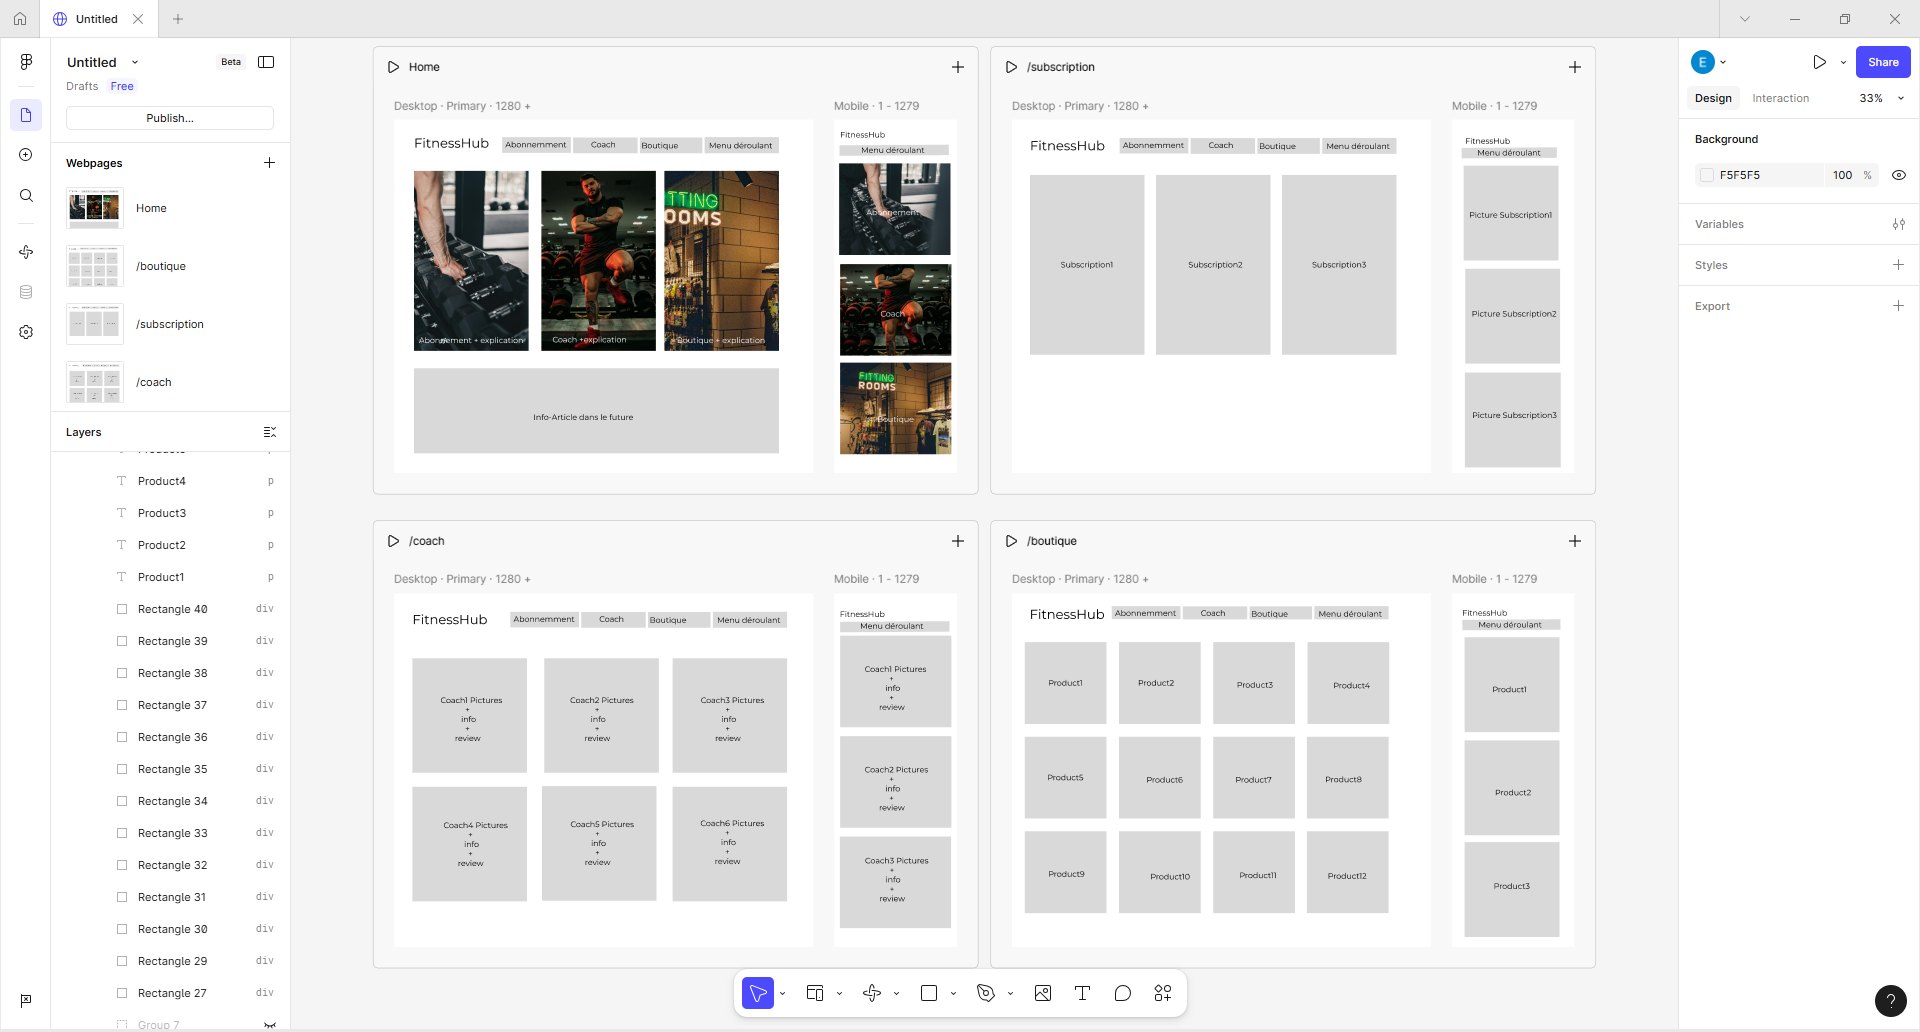 Untitled
Untitled
Beta
Drafts
Free
Publish...
Webpages
Home
/boutique
/subscription
/coach
Layers
Product4
p
Product3
p
Product2
p
Product1
p
Rectangle 40
div
Rectangle 39
div
Rectangle 38
div
Rectangle 37
div
Rectangle 36
div
Rectangle 35
div
Rectangle 34
div
Rectangle 33
div
Rectangle 32
div
Rectangle 31
div
Rectangle 30
div
Rectangle 29
div
Rectangle 27
div
Group 7
Home
Desktop · Primary · 1280 +
FitnessHub
Abonnemment
Coach
Boutique
Menu déroulant
TTING
OOMS
Abonnement + explication
Coach +explication
Boutique + explication
Info-Article dans le future
Mobile · 1 - 1279
FitnessHub
Menu déroulant
Abonnement
Coach
FITTING
ROOMS
Boutique
/subscription
Desktop · Primary · 1280 +
FitnessHub
Abonnemment
Coach
Boutique
Menu déroulant
Subscription1
Subscription2
Subscription3
Mobile · 1 - 1279
FitnessHub
Menu déroulant
Picture Subscription1
Picture Subscription2
Picture Subscription3
/coach
Desktop · Primary · 1280 +
FitnessHub
Abonnemment
Coach
Boutique
Menu déroulant
Coach1 Pictures
+
info
+
review
Coach2 Pictures
+
info
+
review
Coach3 Pictures
+
info
+
review
Coach4 Pictures
+
info
+
review
Coach5 Pictures
+
info
+
review
Coach6 Pictures
+
info
+
review
Mobile · 1 - 1279
FitnessHub
Menu déroulant
Coach1 Pictures
+
info
+
review
Coach2 Pictures
+
info
+
review
Coach3 Pictures
+
info
+
review
/boutique
Desktop · Primary · 1280 +
FitnessHub
Abonnemment
Coach
Boutique
Menu déroulant
Product1
Product2
Product3
Product4
Product5
Product6
Product7
Product8
Product9
Product10
Product11
Product12
Mobile · 1 - 1279
FitnessHub
Menu déroulant
Product1
Product2
Product3
E
Share
Design
Interaction
33%
Background
F5F5F5
100
%
Variables
Styles
Export
?